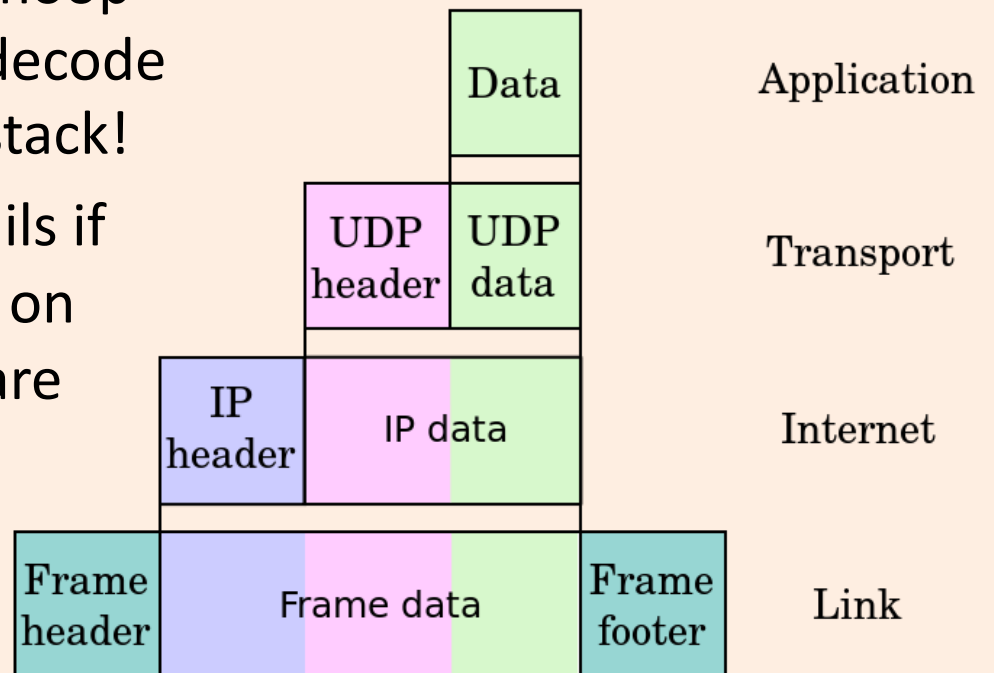 decode
stack!
ils if
on
are
Data
Application
UDP
header
UDP
data
Transport
IP
header
IP data
Internet
Frame
header
Frame data
Frame
footer
Link